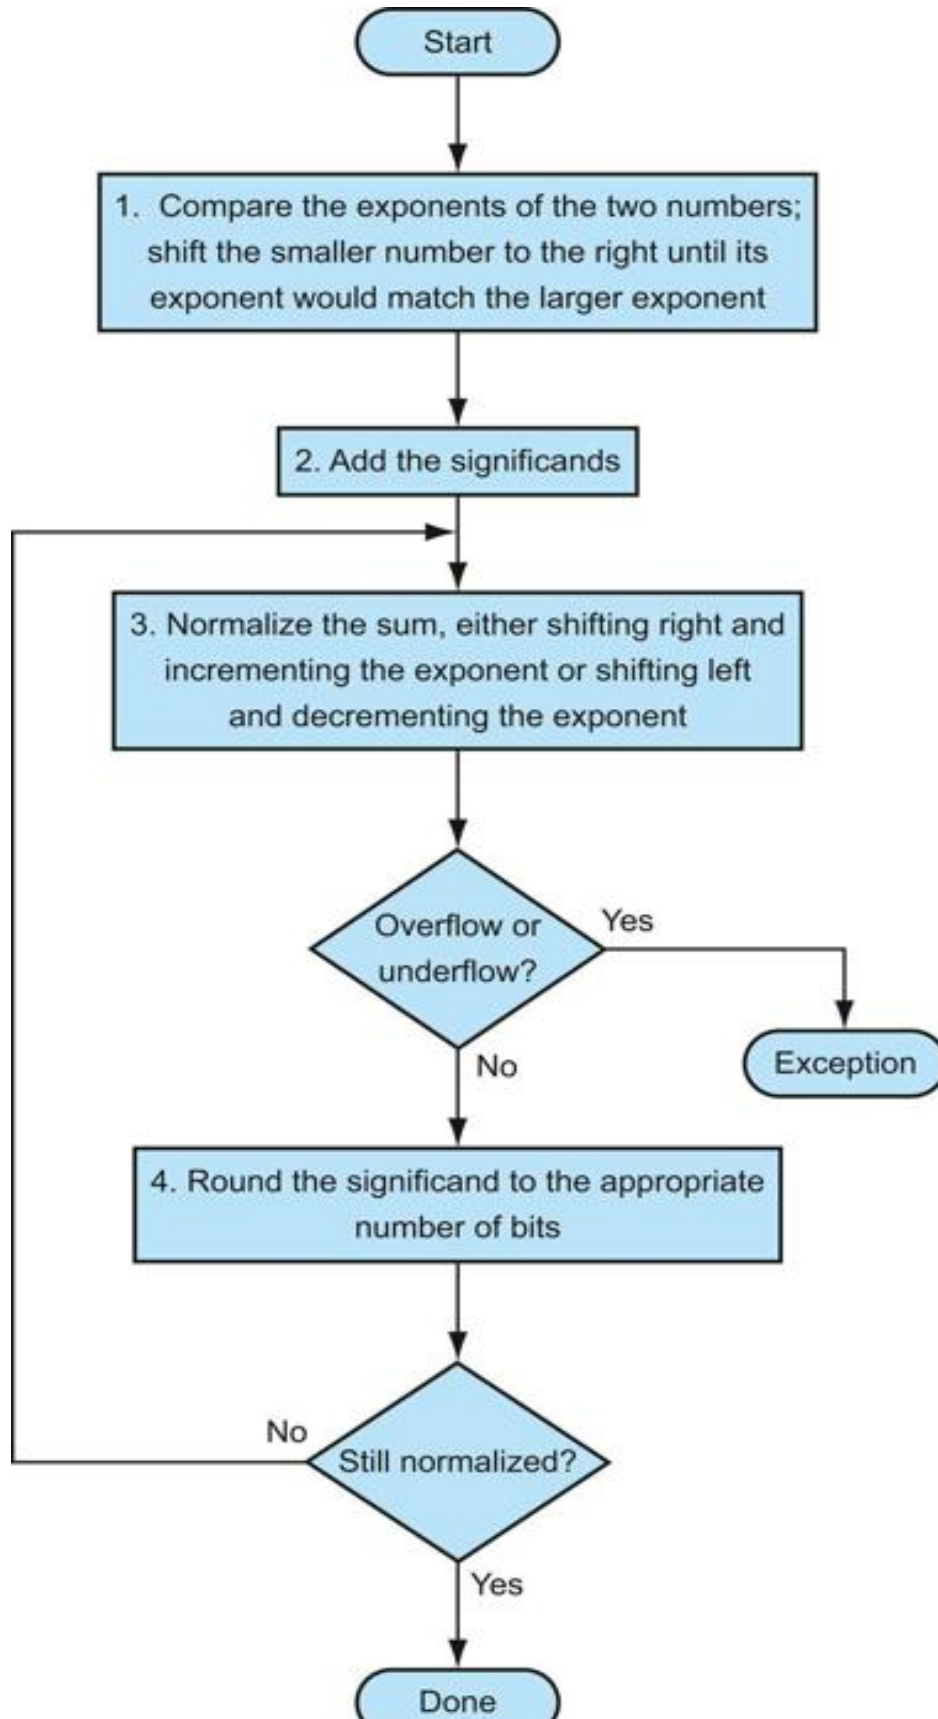 Start
1. Compare the exponents of the two numbers;
shift the smaller number to the right until its
exponent would match the larger exponent
2. Add the significands
3. Normalize the sum, either shifting right and
incrementing the exponent or shifting left
and decrementing the exponent
Overflow or
underflow?
Yes
No
Exception
4. Round the significand to the appropriate
number of bits
No
Still normalized?
Yes
Done